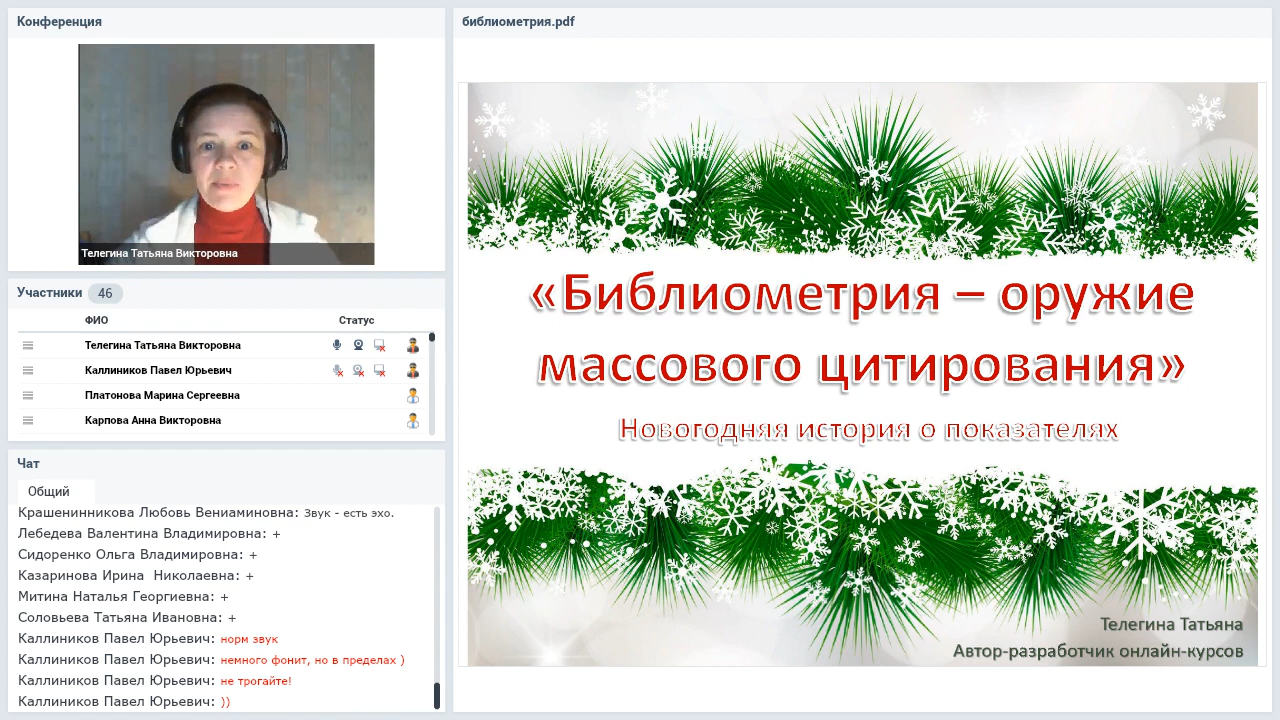 Конференция
Телегина Татьяна Викторовна
Участники 46
ФИО Статус
Телегина Татьяна Викторовна
Каллиников Павел Юрьевич
Платонова Марина Сергеевна
Карпова Анна Викторовна
Чат
Общий
Крашенинникова Любовь Вениаминовна: Звук - есть эхо.
Лебедева Валентина Владимировна: +
Сидоренко Ольга Владимировна: +
Казаринова Ирина Николаевна: +
Митина Наталья Георгиевна: +
Соловьева Татьяна Ивановна: +
Каллиников Павел Юрьевич: норм звук
Каллиников Павел Юрьевич: немного фонит, но в пределах )
Каллиников Павел Юрьевич: не трогайте!
Каллиников Павел Юрьевич: ))
библиометрия.pdf
«Библиометрия – оружие
массового цитирования»
Новогодняя история о показателях
Телегина Татьяна
Автор-разработчик онлайн-курсов